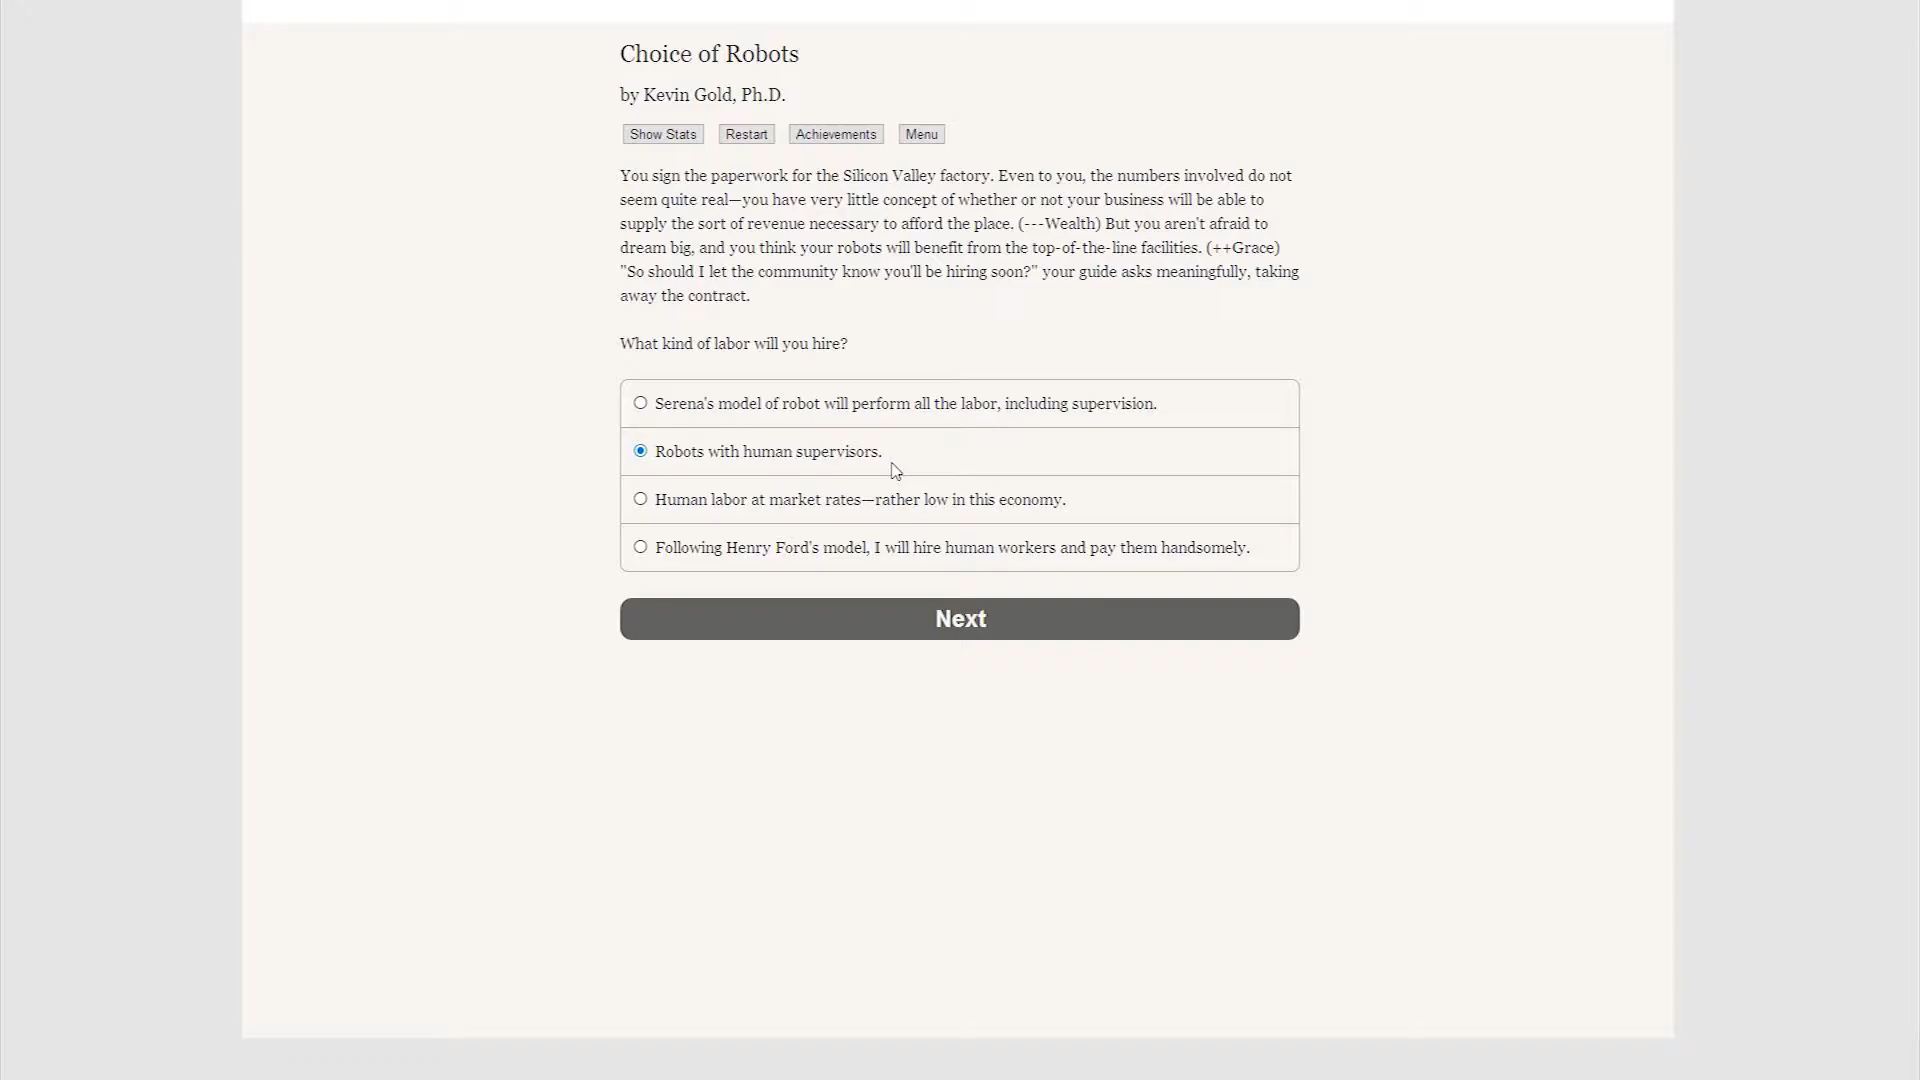 Choice of Robots
by Kevin Gold, Ph.D.
Show Stats Restart Achievements Menu
You sign the paperwork for the Silicon Valley factory. Even to you, the numbers involved do not
seem quite real—you have very little concept of whether or not your business will be able to
supply the sort of revenue necessary to afford the place. (---Wealth) But you aren't afraid to
dream big, and you think your robots will benefit from the top-of-the-line facilities. (++Grace)
"So should I let the community know you'll be hiring soon?" your guide asks meaningfully, taking
away the contract.
What kind of labor will you hire?
Serena's model of robot will perform all the labor, including supervision.
Robots with human supervisors.
Human labor at market rates—rather low in this economy.
Following Henry Ford's model, I will hire human workers and pay them handsomely.
Next